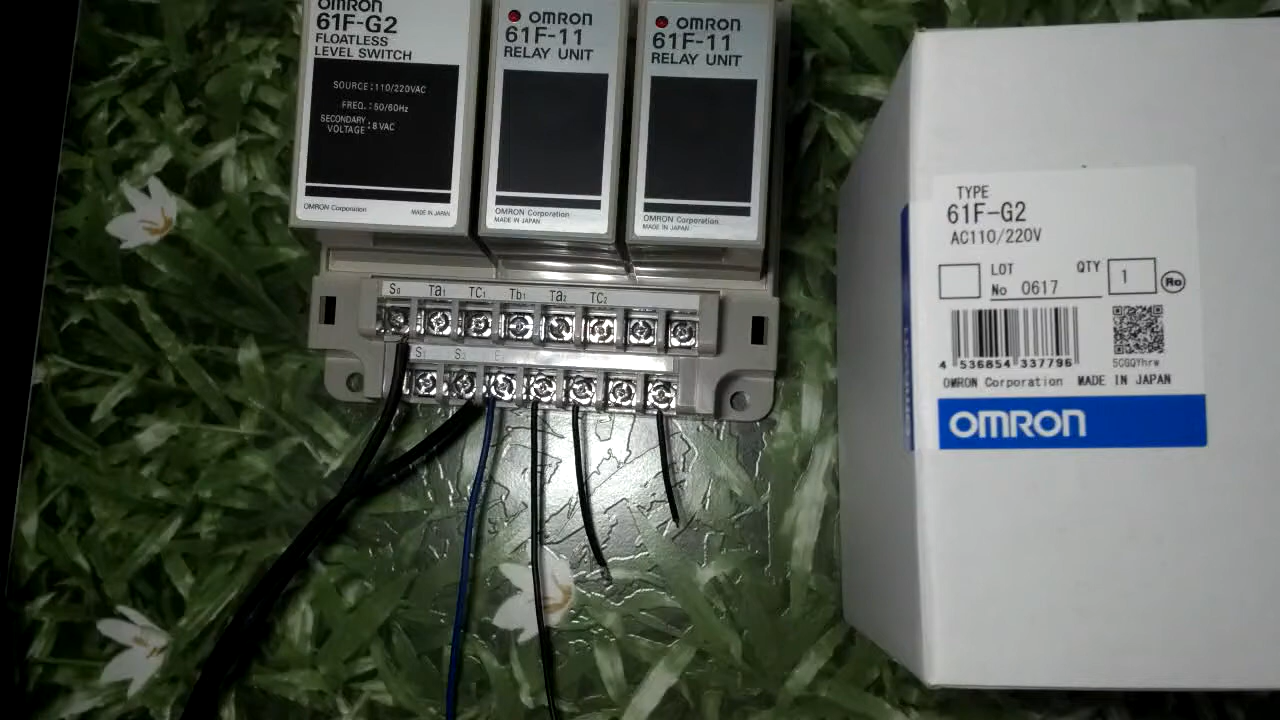 OMRON
61F-G2
FLOATLESS
LEVEL SWITCH
SOURCE:110/220VAC
FREQ.:50/60Hz
SECONDARY
VOLTAGE:8 VAC
OMRON Corporation MADE IN JAPAN
OMRON
61F-11
RELAY UNIT
OMRON Corporation
MADE IN JAPAN
OMRON
61F-11
RELAY UNIT
OMRON Corporation
MADE IN JAPAN
S0 Ta1 TC1 Tb1 Ta2 TC2
S1 S2
TYPE
61F-G2
AC110/220V
LOT
No 0617
QTY
1
Ro
4 536854 337796
SCGQYhrw
OMRON Corporation MADE IN JAPAN
OMRON